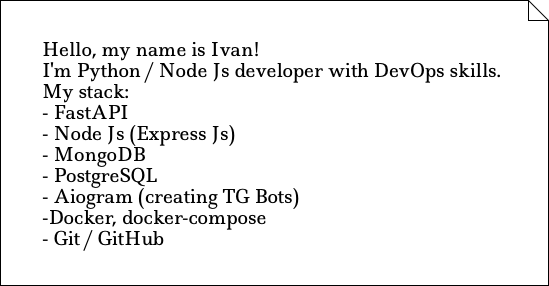 Hello, my name is Ivan!
I'm Python / Node Js developer with DevOps skills.
My stack:
- FastAPI
- Node Js (Express Js)
- MongoDB
- PostgreSQL
- Aiogram (creating TG Bots)
-Docker, docker-compose
- Git / GitHub